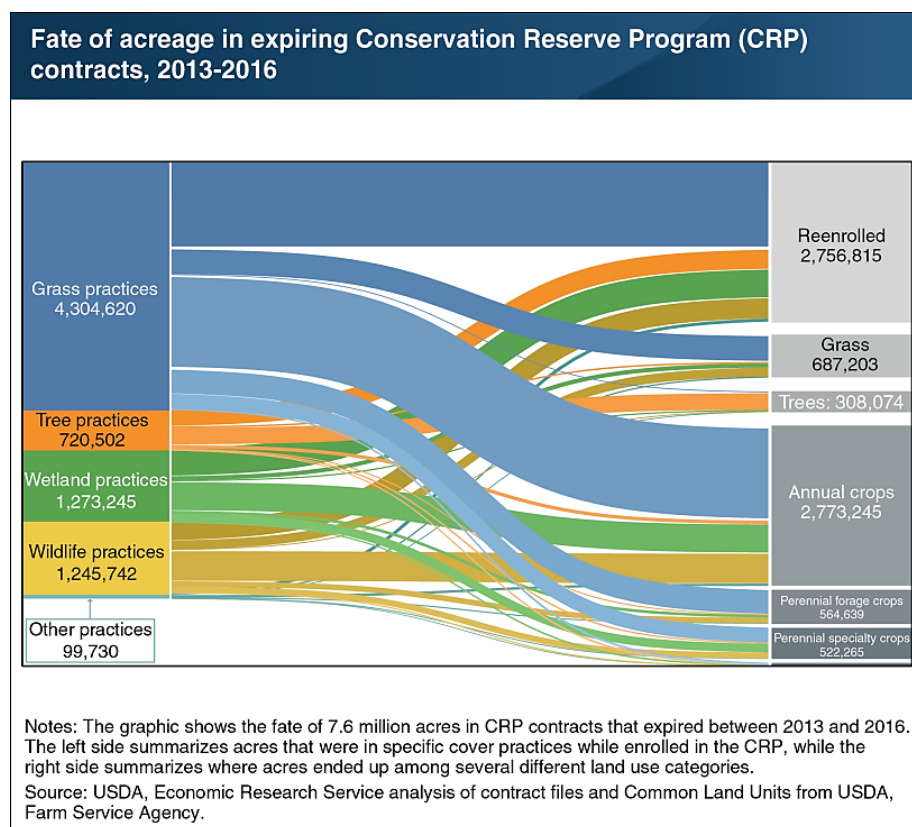 Fate of acreage in expiring Conservation Reserve Program (CRP)
contracts, 2013-2016
Grass practices
4,304,620
Tree practices
720,502
Wetland practices
1,273,245
Wildlife practices
1,245,742
Other practices
99,730
Reenrolled
2,756,815
Grass
687,203
Trees: 308,074
Annual crops
2,773,245
Perennial forage crops
564,639
Perennial specialty crops
522,265
Notes: The graphic shows the fate of 7.6 million acres in CRP contracts that expired between 2013 and 2016.
The left side summarizes acres that were in specific cover practices while enrolled in the CRP, while the
right side summarizes where acres ended up among several different land use categories.
Source: USDA, Economic Research Service analysis of contract files and Common Land Units from USDA,
Farm Service Agency.